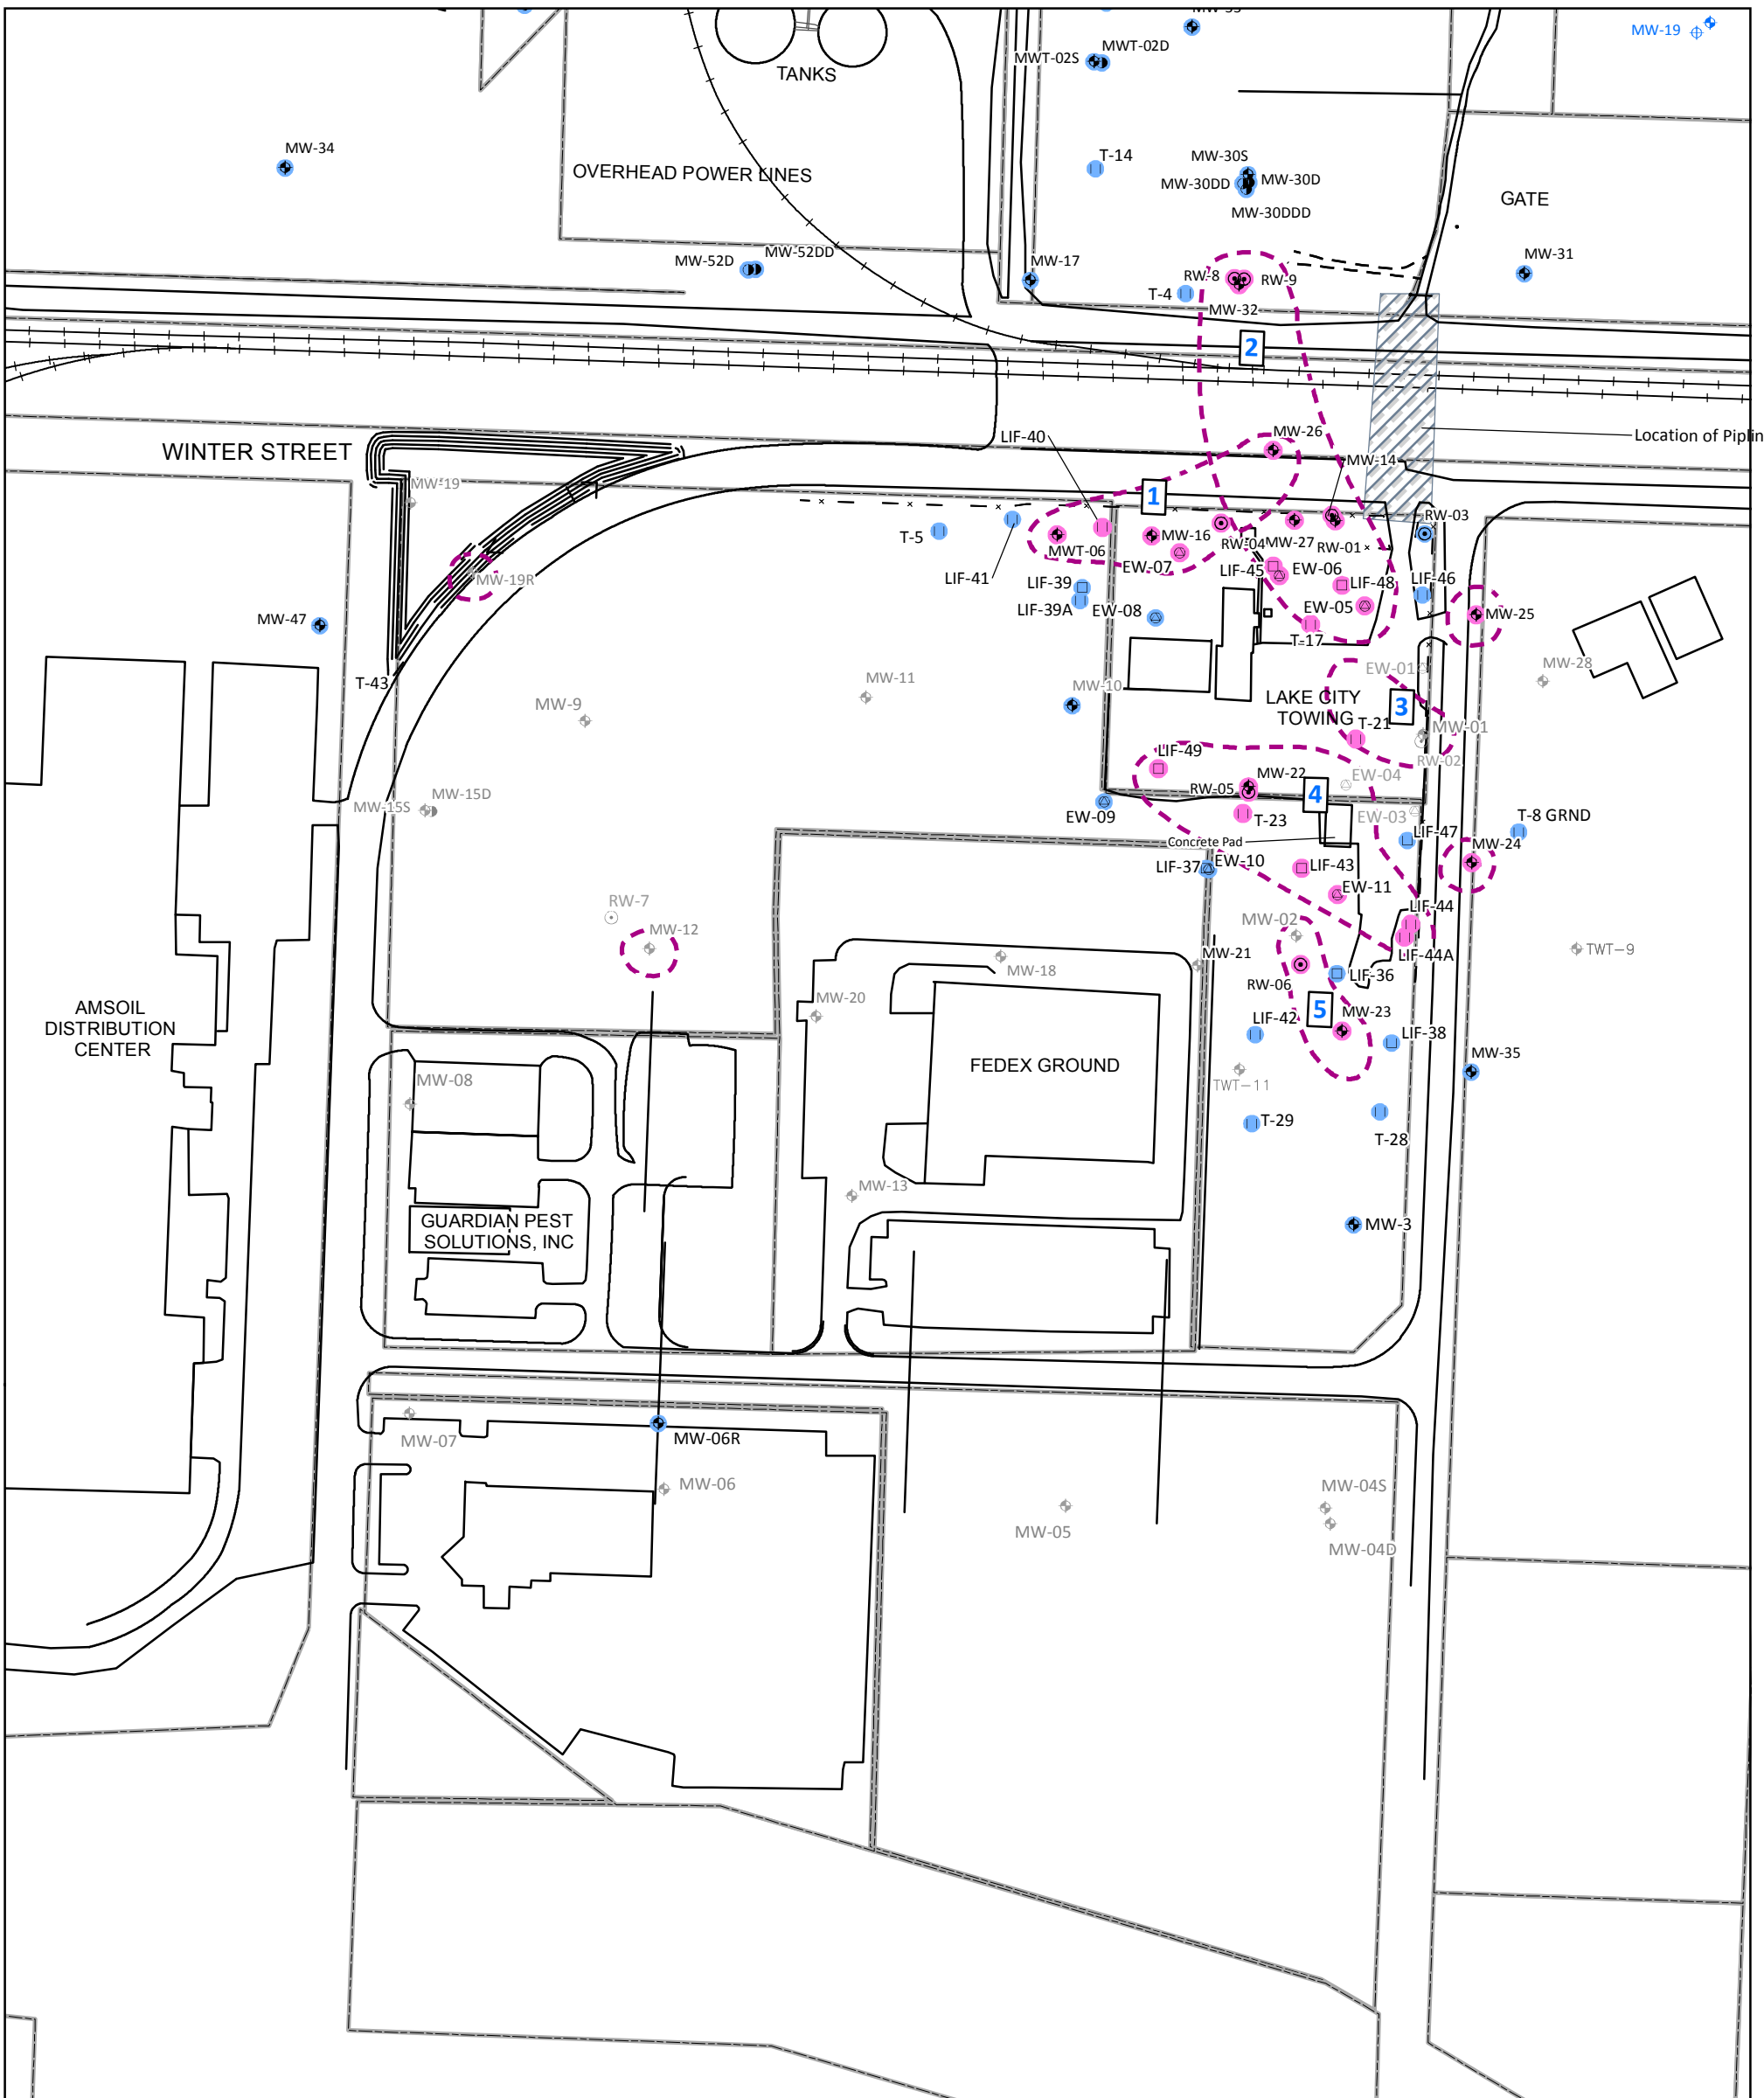 MW-19
MWT-02D
MWT-02S
TANKS
MW-34
T-14
MW-30S
OVERHEAD POWER LINES
MW-30DD
MW-30D
MW-30DDD
GATE
MW-52DD
MW-52D
MW-17
MW-31
RW-8
RW-9
T-4
MW-32
2
WINTER STREET
LIF-40
MW-26
Location of Piplin
MW-14
MW-19
1
RW-03
T-5
MW-16
MWT-06
RW-04
MW-27
RW-01
EW-07
LIF-45
EW-06
LIF-41
MW-19R
LIF-39
LIF-48
LIF-46
LIF-39A
EW-08
EW-05
MW-25
MW-47
T-17
EW-01
MW-28
T-43
MW-11
MW-10
MW-9
LAKE CITY
TOWING
3
T-21
MW-01
LIF-49
RW-02
MW-22
EW-04
MW-15D
MW-15S
RW-05
4
EW-09
T-23
EW-03
T-8 GRND
Concrete Pad
LIF-47
MW-24
LIF-37
EW-10
LIF-43
EW-11
RW-7
LIF-44
MW-02
MW-12
LIF-44A
TWT-9
MW-18
MW-21
LIF-36
RW-06
MW-20
AMSOIL
DISTRIBUTION
CENTER
5
MW-23
LIF-42
LIF-38
MW-35
FEDEX GROUND
MW-08
TWT-11
T-29
T-28
MW-13
GUARDIAN PEST
SOLUTIONS, INC
MW-3
MW-07
MW-06R
MW-06
MW-04S
MW-05
MW-04D